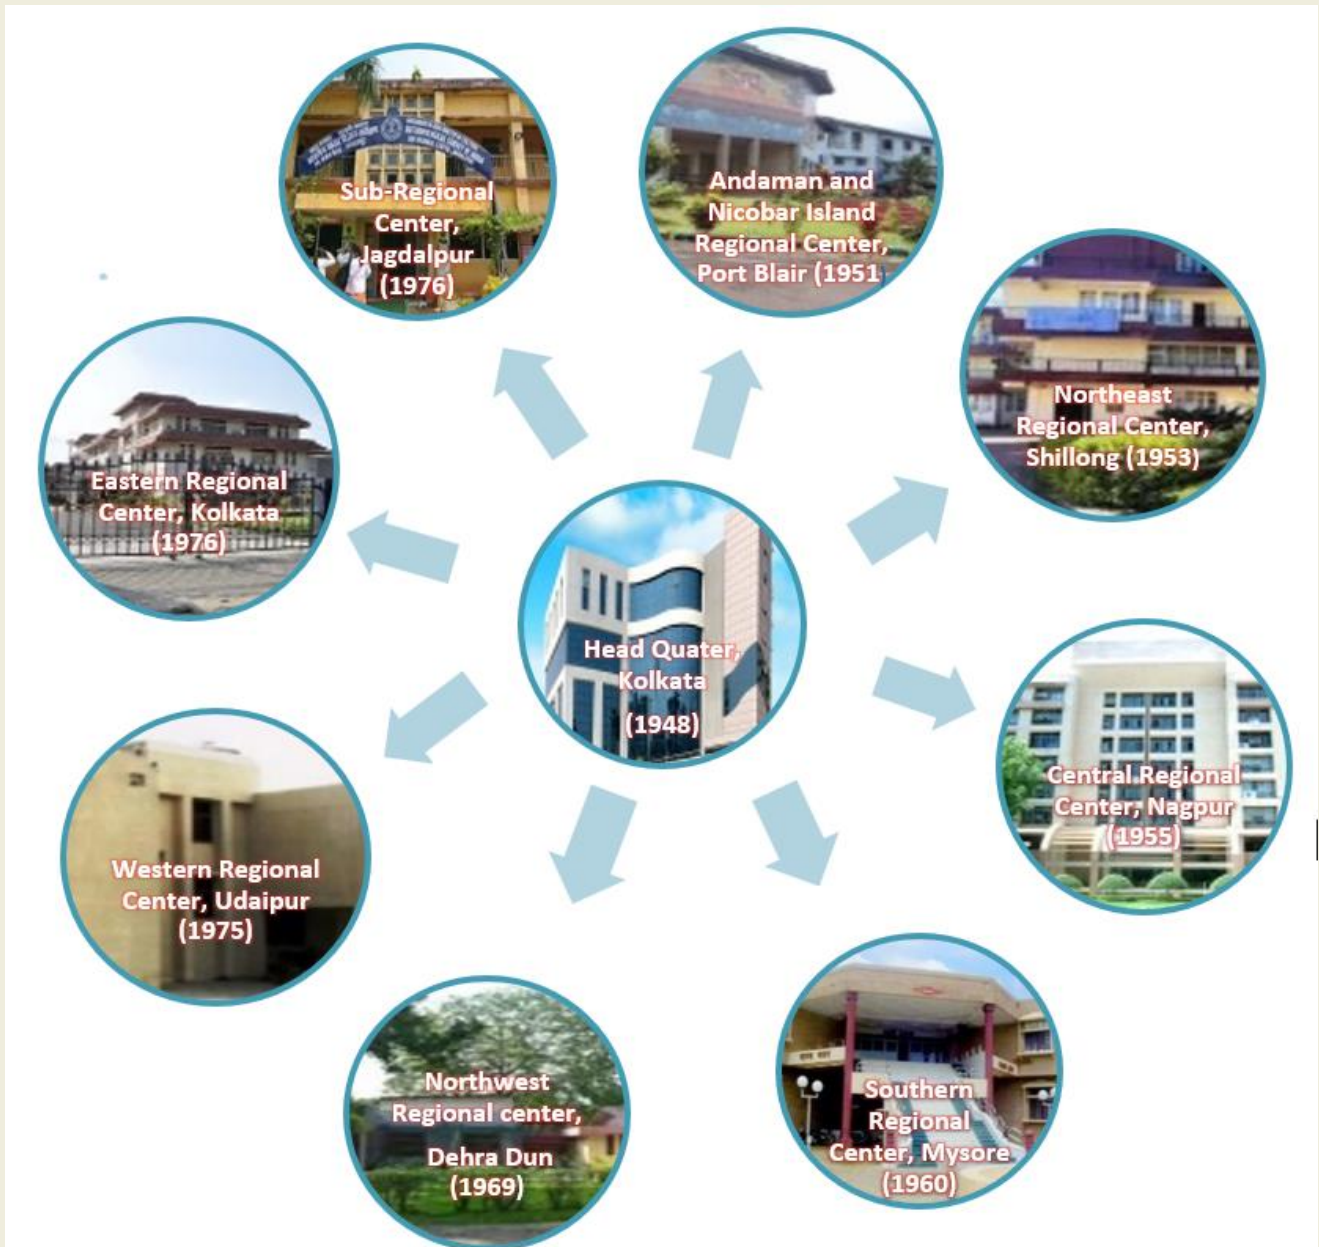 Sub-Regional
Center,
Jagdalpur
(1976)
Andaman and
Nicobar Island
Regional Center,
Port Blair (1951
Northeast
Regional Center,
Shillong (1953)
Eastern Regional
Center, Kolkata
(1976)
Head Quater,
Kolkata
(1948)
Central Regional
Center, Nagpur
(1955)
Western Regional
Center, Udaipur
(1975)
Northwest
Regional center,
Dehra Dun
(1969)
Southern
Regional
Center, Mysore
(1960)